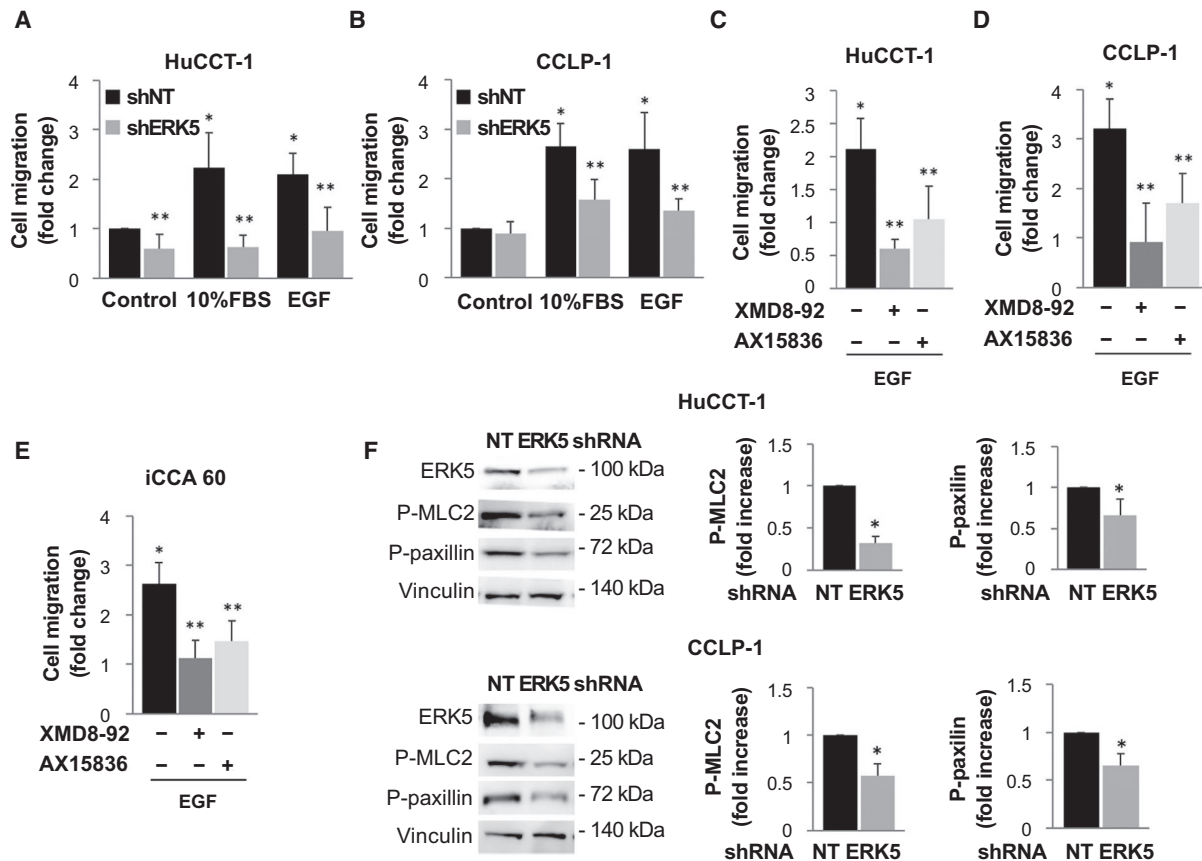 A
HuCCT-1
Cell migration
(fold change)
4
3
2
1
0
shNT
shERK5
*
*
**
**
**
Control 10%FBS EGF
B
CCLP-1
Cell migration
(fold change)
4
3
2
1
0
shNT
shERK5
*
*
**
**
Control 10%FBS EGF
C
HuCCT-1
Cell migration
(fold change)
3
2.5
2
1.5
1
0.5
0
*
**
**
XMD8-92 – + –
AX15836 – – +
EGF
D
CCLP-1
Cell migration
(fold change)
4
3
2
1
0
*
**
**
XMD8-92 – + –
AX15836 – – +
EGF
E
iCCA 60
Cell migration
(fold change)
4
3
2
1
0
*
**
**
XMD8-92 – + –
AX15836 – – +
EGF
F
HuCCT-1
NT ERK5 shRNA
ERK5 - 100 kDa
P-MLC2 - 25 kDa
P-paxillin - 72 kDa
Vinculin - 140 kDa
P-MLC2
(fold increase)
1.5
1
0.5
0
*
shRNA NT ERK5
P-paxilin
(fold increase)
1.5
1
0.5
0
*
shRNA NT ERK5
CCLP-1
NT ERK5 shRNA
ERK5 - 100 kDa
P-MLC2 - 25 kDa
P-paxillin - 72 kDa
Vinculin - 140 kDa
P-MLC2
(fold increase)
1.5
1
0.5
0
*
shRNA NT ERK5
P-paxilin
(fold increase)
1.5
1
0.5
0
*
shRNA NT ERK5